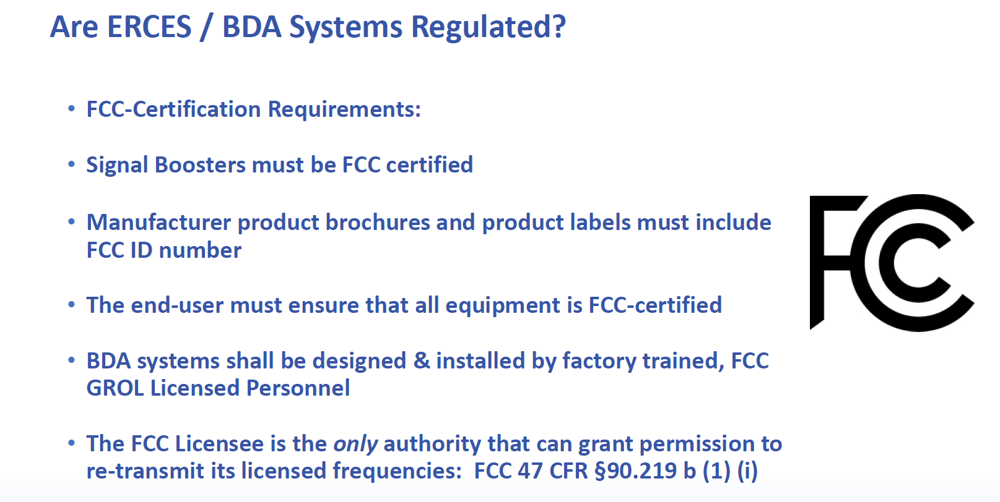 Are ERCES / BDA Systems Regulated?
• FCC-Certification Requirements:
• Signal Boosters must be FCC certified
• Manufacturer product brochures and product labels must include
FCC ID number
• The end-user must ensure that all equipment is FCC-certified
• BDA systems shall be designed & installed by factory trained, FCC
GROL Licensed Personnel
• The FCC Licensee is the only authority that can grant permission to
re-transmit its licensed frequencies:  FCC 47 CFR §90.219 b (1) (i)
FCC